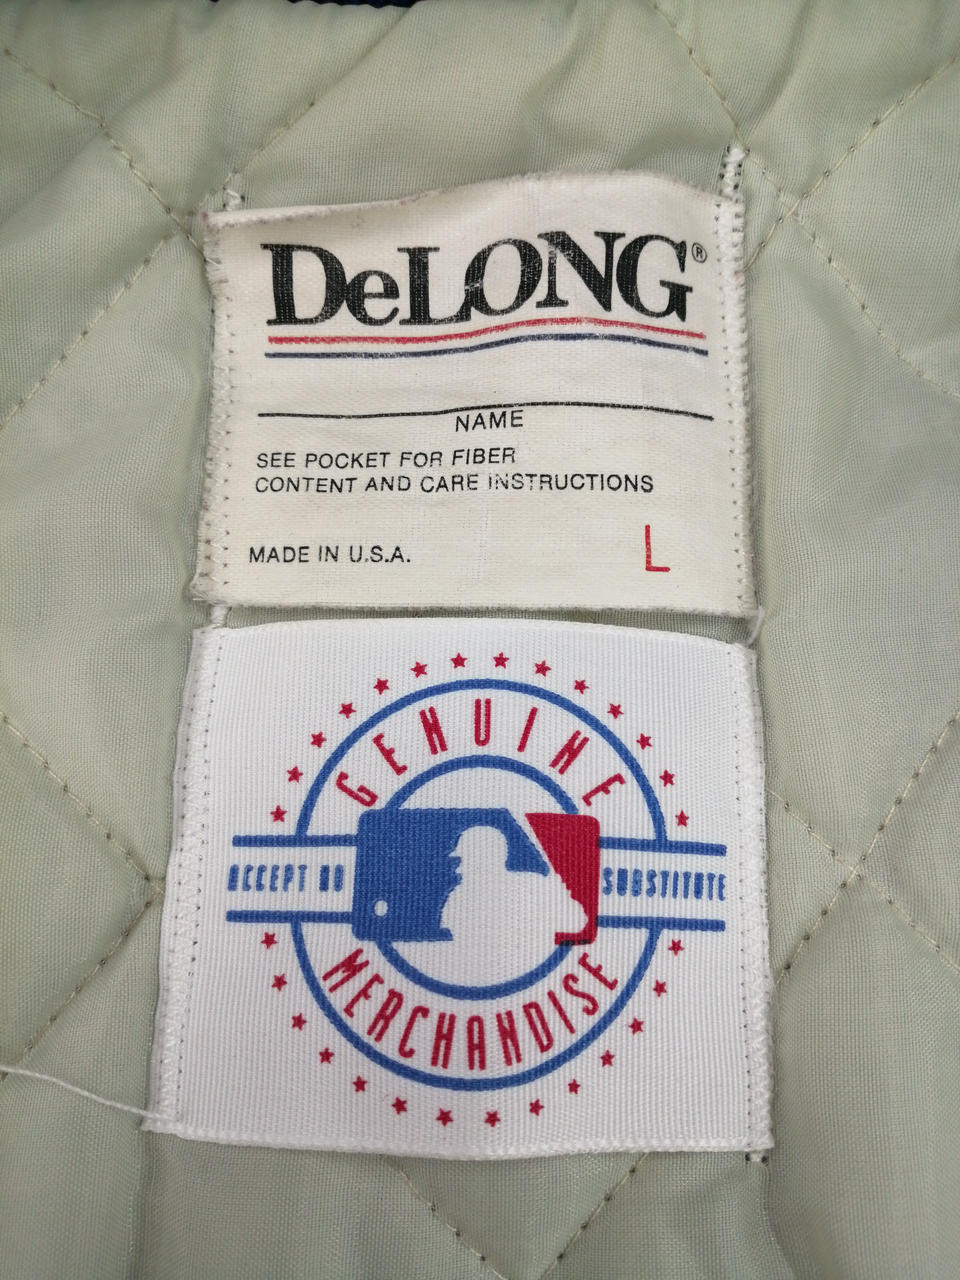 DeLONG®
NAME
SEE POCKET FOR FIBER
CONTENT AND CARE INSTRUCTIONS
MADE IN U.S.A.
L
GENUINE
ACCEPT NO SUBSTITUTE
MERCHANDISE